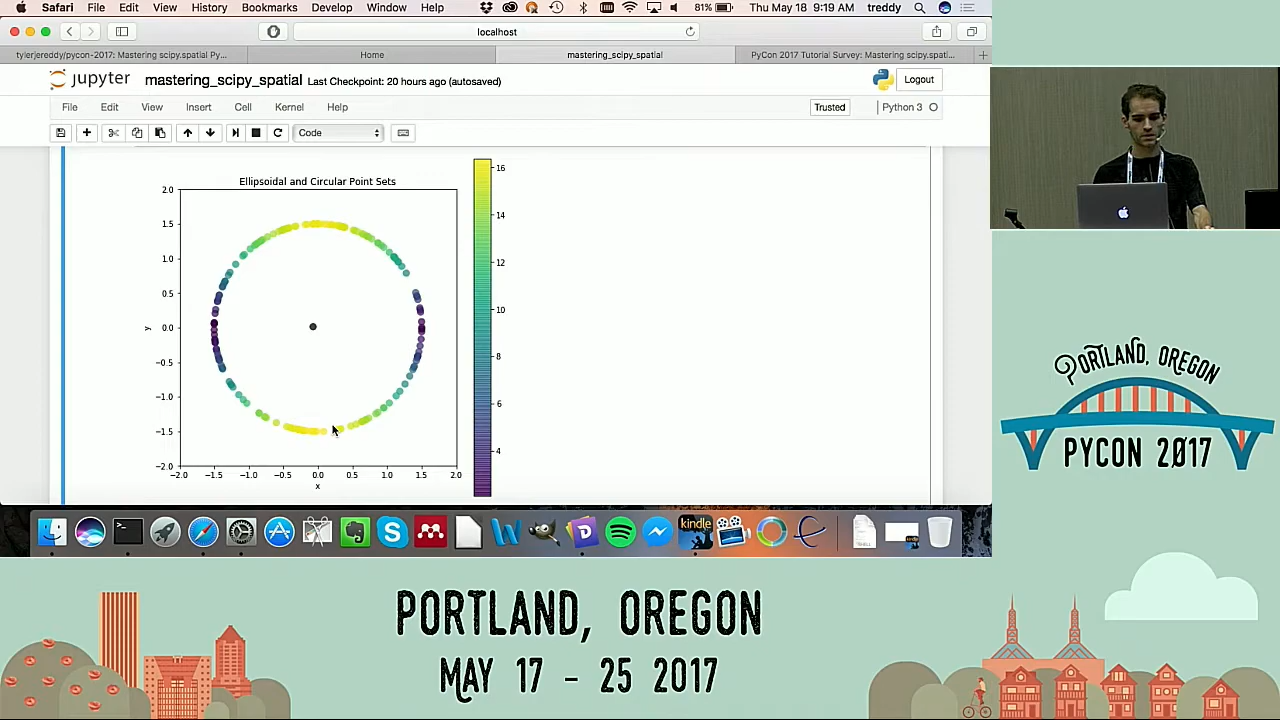 Safari File Edit View History Bookmarks Develop Window Help 81% Thu May 18 9:19 AM treddy
localhost
tylerjereddy/pycon-2017: Mastering scipy.spatial Py... Home mastering_scipy_spatial PyCon 2017 Tutorial Survey: Mastering scipy.spati...
jupyter mastering_scipy_spatial Last Checkpoint: 20 hours ago (autosaved) Logout
File Edit View Insert Cell Kernel Help Trusted Python 3
Code
Ellipsoidal and Circular Point Sets
2.0
1.5
1.0
0.5
0.0
−0.5
−1.0
−1.5
−2.0
y
−2.0 −1.5 −1.0 −0.5 0.0 0.5 1.0 1.5 2.0
x
16
14
12
10
8
6
4
kindle
PORTLAND, OREGON
PYCON 2017
PORTLAND, OREGON
MAY 17 - 25 2017